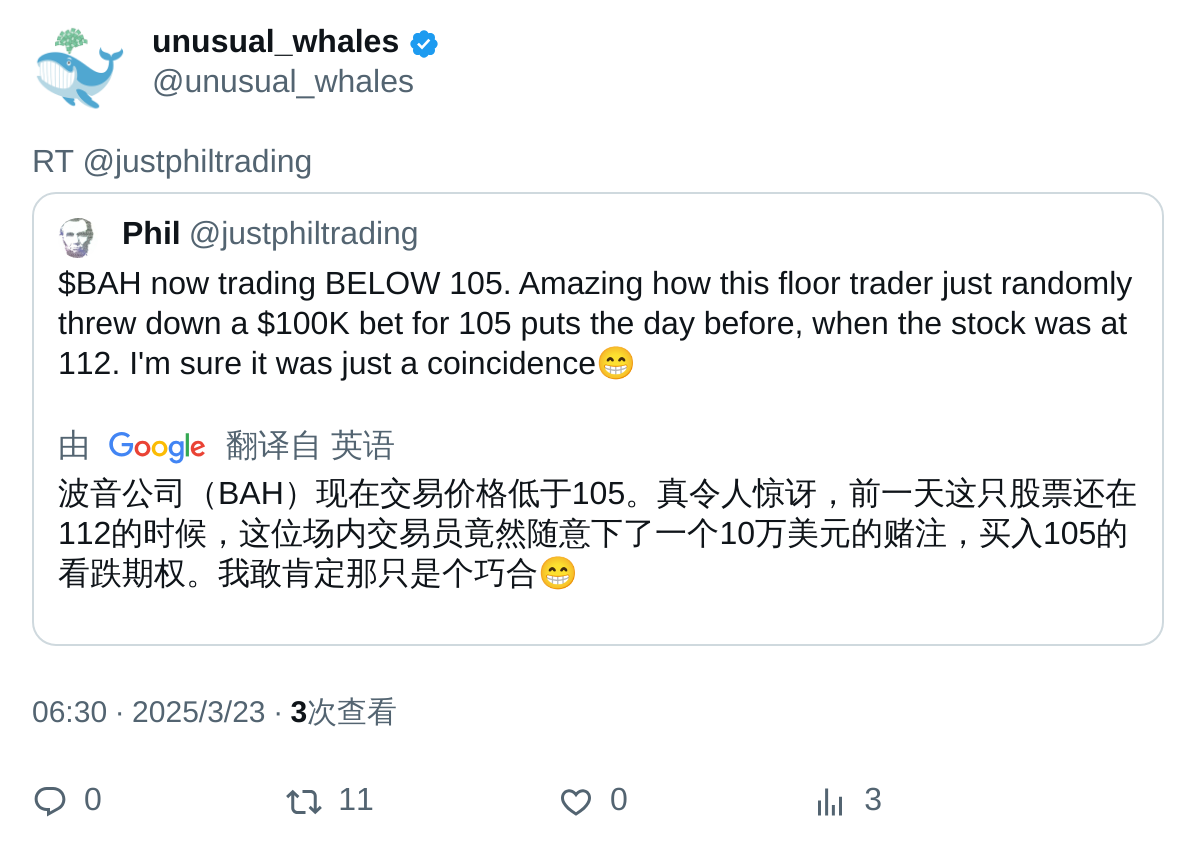 unusual_whales
@unusual_whales
RT @justphiltrading
Phil @justphiltrading
$BAH now trading BELOW 105. Amazing how this floor trader just randomly
threw down a $100K bet for 105 puts the day before, when the stock was at
112. I'm sure it was just a coincidence😁
由 Google 翻译自 英语
波音公司（BAH）现在交易价格低于105。真令人惊讶，前一天这只股票还在
112的时候，这位场内交易员竟然随意下了一个10万美元的赌注，买入105的
看跌期权。我敢肯定那只是个巧合😁
06:30 · 2025/3/23 · 3次查看
0 11 0 3